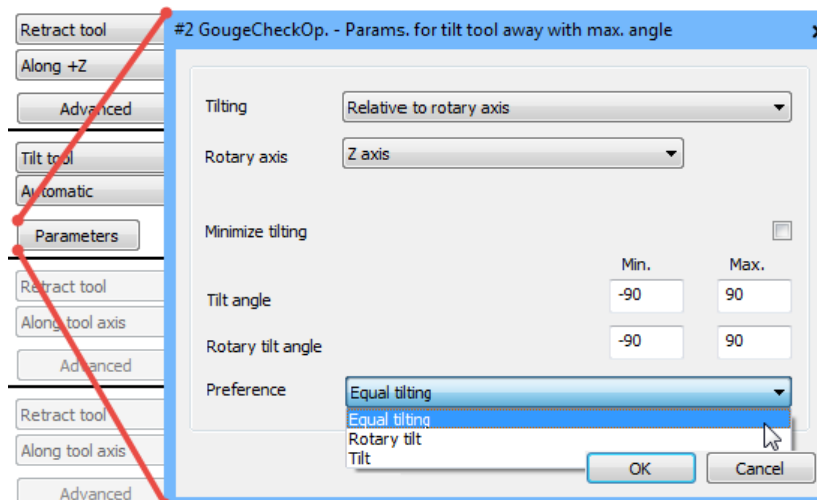 Retract tool
Along +Z
Advanced
Tilt tool
Automatic
Parameters
Retract tool
Along tool axis
Advanced
Retract tool
Along tool axis
Advanced
#2 GougeCheckOp. - Params. for tilt tool away with max. angle
Tilting Relative to rotary axis
Rotary axis Z axis
Minimize tilting
Min. Max.
Tilt angle -90 90
Rotary tilt angle -90 90
Preference Equal tilting
Equal tilting
Rotary tilt
Tilt
OK Cancel